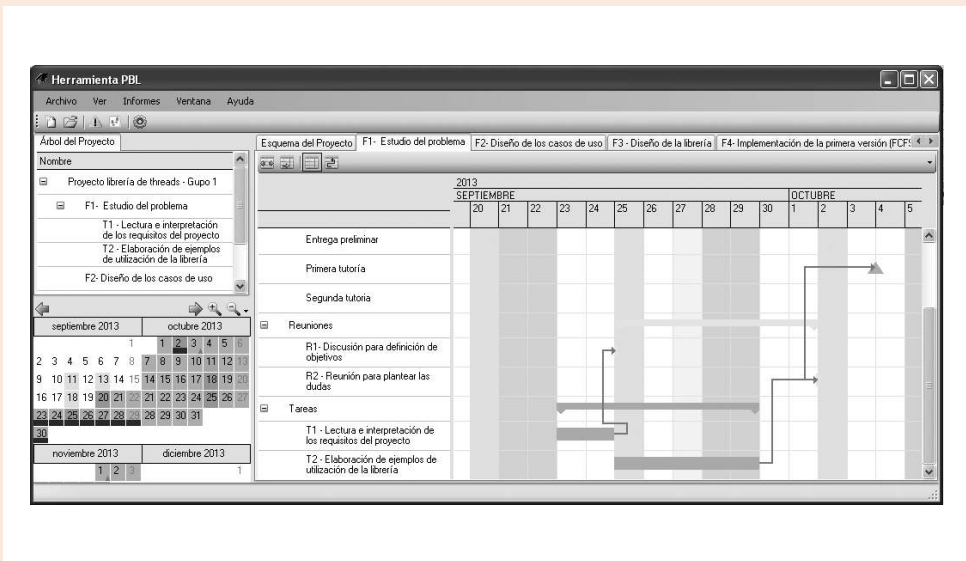 Herramienta PBL
Archivo Ver Informes Ventana Ayuda
Árbol del Proyecto
Nombre
Proyecto librería de threads - Gupo 1
F1- Estudio del problema
T1 - Lectura e interpretación
de los requisitos del proyecto
T2 - Elaboración de ejemplos
de utilización de la librería
F2- Diseño de los casos de uso
septiembre 2013 octubre 2013
1 1 2 3 4 5 6
2 3 4 5 6 7 8 7 8 9 10 11 12 13
9 10 11 12 13 14 15 14 15 16 17 18 19 20
16 17 18 19 20 21 22 21 22 23 24 25 26 27
23 24 25 26 27 28 29 28 29 30 31
30
noviembre 2013 diciembre 2013
1 2 3 1
Esquema del Proyecto F1- Estudio del problema F2- Diseño de los casos de uso F3 - Diseño de la librería F4- Implementación de la primera versión (FCFS
2013
SEPTIEMBRE OCTUBRE
20 21 22 23 24 25 26 27 28 29 30 1 2 3 4 5
Entrega preliminar
Primera tutoría
Segunda tutoria
Reuniones
R1- Discusión para definición de
objetivos
R2 - Reunión para plantear las
dudas
Tareas
T1 - Lectura e interpretación de
los requisitos del proyecto
T2 - Elaboración de ejemplos de
utilización de la librería